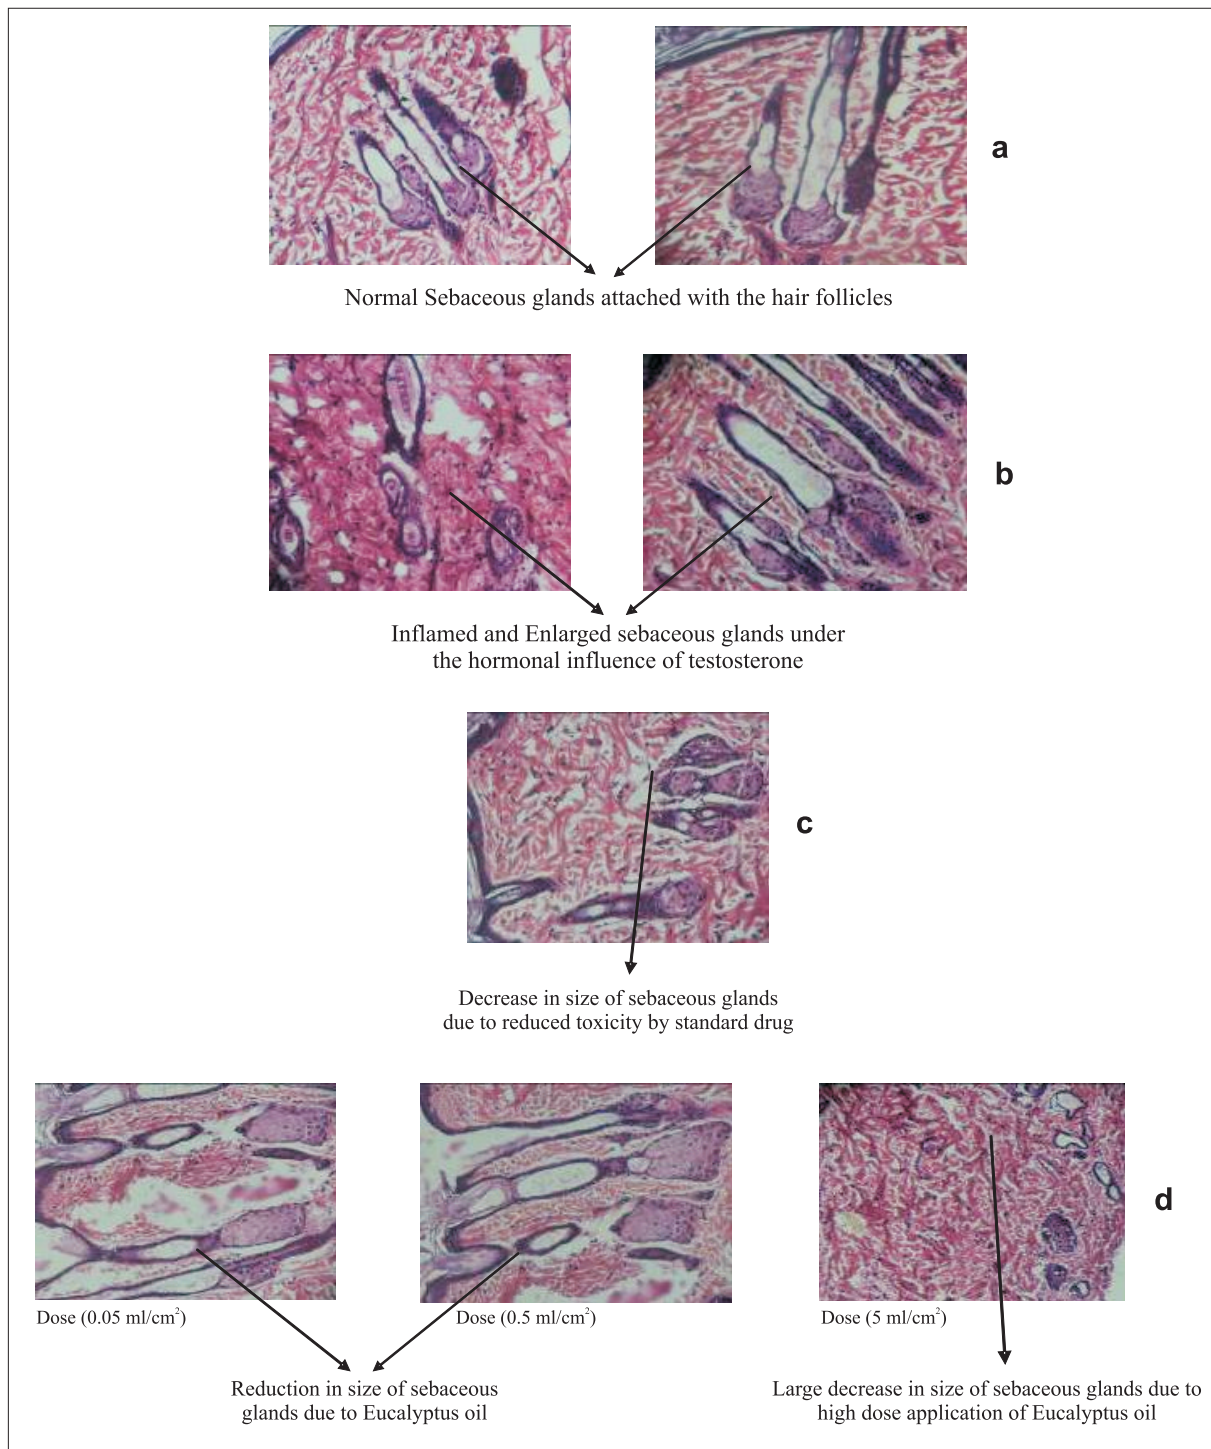 a
Normal Sebaceous glands attached with the hair follicles
b
Inflamed and Enlarged sebaceous glands under
the hormonal influence of testosterone
c
Decrease in size of sebaceous glands
due to reduced toxicity by standard drug
d
Dose (0.05 ml/cm²)
Dose (0.5 ml/cm²)
Dose (5 ml/cm²)
Reduction in size of sebaceous
glands due to Eucalyptus oil
Large decrease in size of sebaceous glands due to
high dose application of Eucalyptus oil